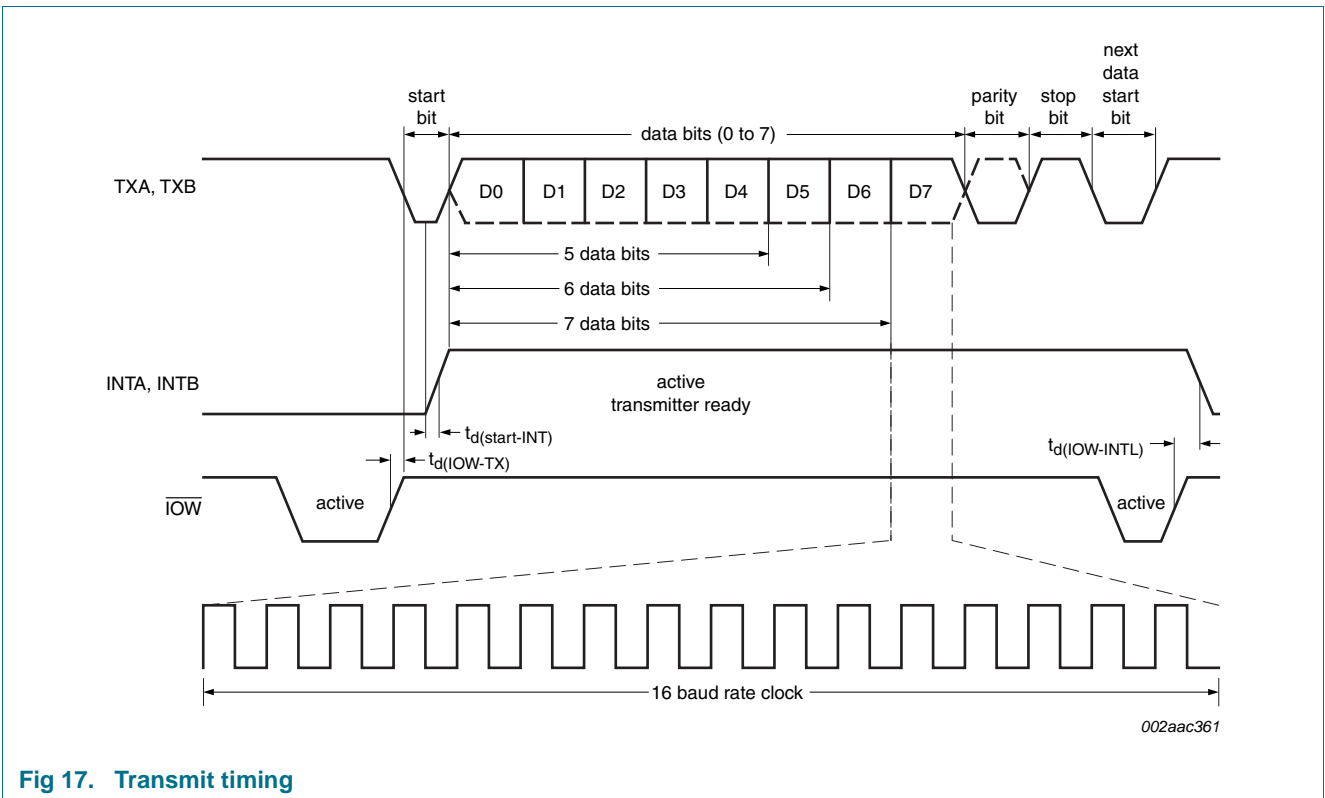 start
bit
data bits (0 to 7)
parity
bit
stop
bit
next
data
start
bit
TXA, TXB
D0 D1 D2 D3 D4 D5 D6 D7
5 data bits
6 data bits
7 data bits
INTA, INTB
active
transmitter ready
td(start-INT)
td(IOW-TX)
td(IOW-INTL)
IOW
active
active
16 baud rate clock
002aac361
Fig 17. Transmit timing